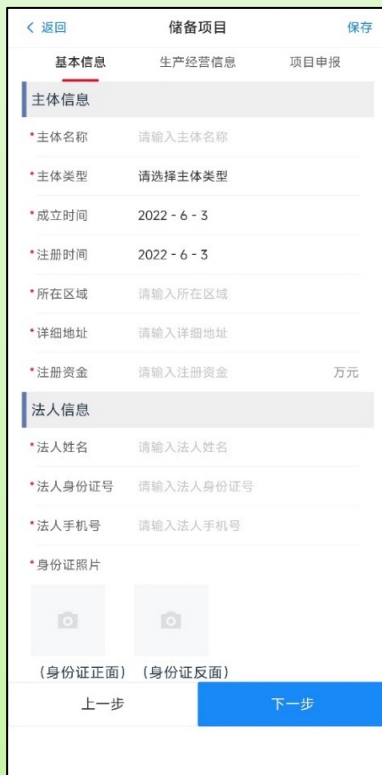 返回 储备项目 保存
基本信息 生产经营信息 项目申报
主体信息
*主体名称 请输入主体名称
*主体类型 请选择主体类型
*成立时间 2022 - 6 - 3
*注册时间 2022 - 6 - 3
*所在区域 请输入所在区域
*详细地址 请输入详细地址
*注册资金 请输入注册资金 万元
法人信息
*法人姓名 请输入法人姓名
*法人身份证号 请输入法人身份证号
*法人手机号 请输入法人手机号
*身份证照片
(身份证正面) (身份证反面)
上一步 下一步